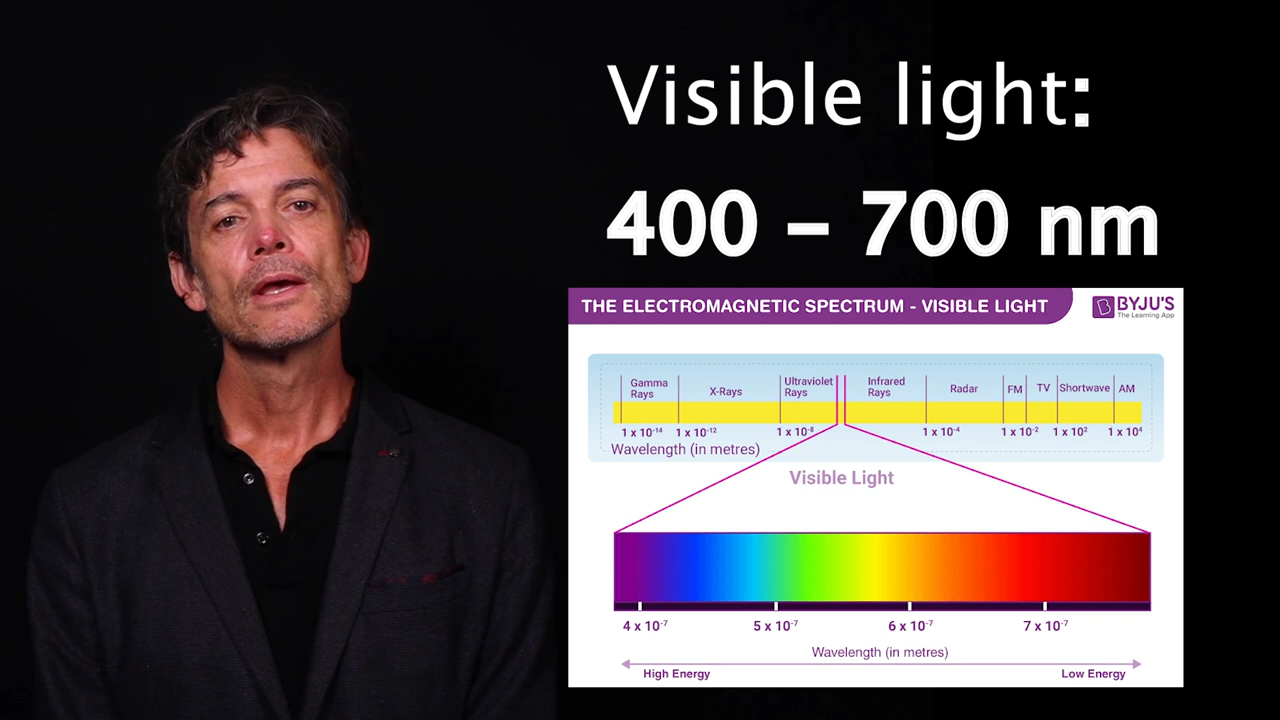 Visible light:
400 – 700 nm
THE ELECTROMAGNETIC SPECTRUM - VISIBLE LIGHT
BYJU'S
The Learning App
Gamma Rays
X-Rays
Ultraviolet Rays
Infrared Rays
Radar
FM
TV
Shortwave
AM
1 x 10⁻¹⁴ 1 x 10⁻¹² 1 x 10⁻⁸ 1 x 10⁻⁴ 1 x 10⁻² 1 x 10² 1 x 10⁴
Wavelength (in metres)
Visible Light
4 x 10⁻⁷ 5 x 10⁻⁷ 6 x 10⁻⁷ 7 x 10⁻⁷
Wavelength (in metres)
High Energy Low Energy